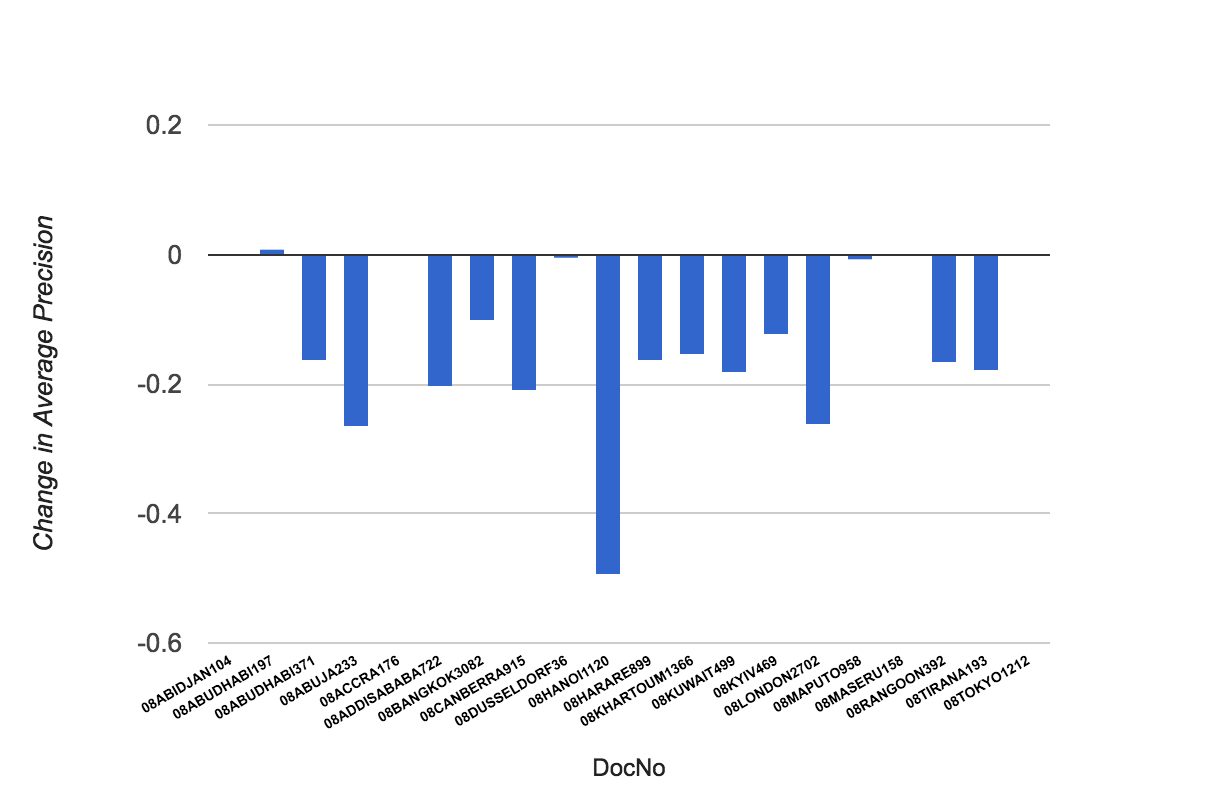 0.2
0
-0.2
-0.4
-0.6
Change in Average Precision
08ABIDJAN104
08ABUDHABI197
08ABUDHABI371
08ABUJA233
08ACCRA176
08ADDISABABA722
08BANGKOK3082
08CANBERRA915
08DUSSELDORF36
08HANOI1120
08HARARE899
08KHARTOUM1366
08KUWAIT499
08KYIV469
08LONDON2702
08MAPUTO958
08MASERU158
08RANGOON392
08TIRANA193
08TOKYO1212
DocNo